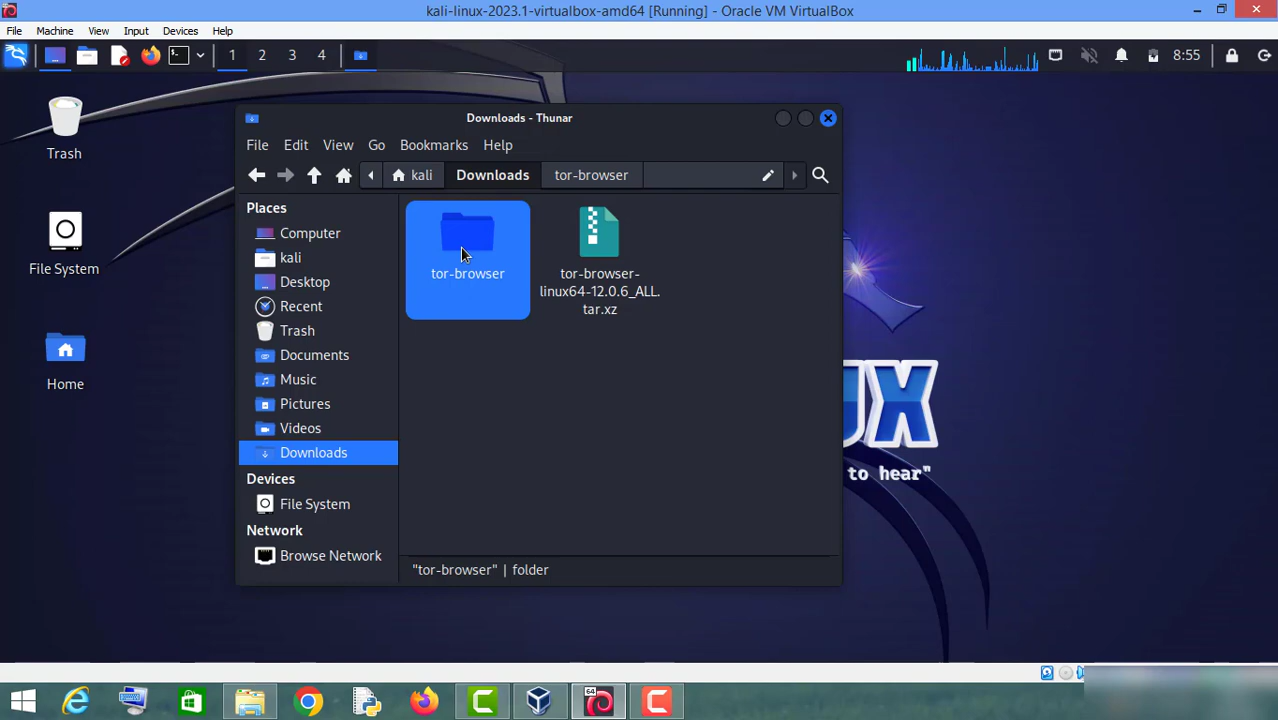 kali-linux-2023.1-virtualbox-amd64 [Running] - Oracle VM VirtualBox
File Machine View Input Devices Help
1 2 3 4 8:55
Trash
File System
Home
Downloads - Thunar
File Edit View Go Bookmarks Help
kali Downloads tor-browser
Places
Computer
kali
Desktop
Recent
Trash
Documents
Music
Pictures
Videos
Downloads
Devices
File System
Network
Browse Network
tor-browser
tor-browser-
linux64-12.0.6_ALL.
tar.xz
"tor-browser" | folder
UX
to hear"
64